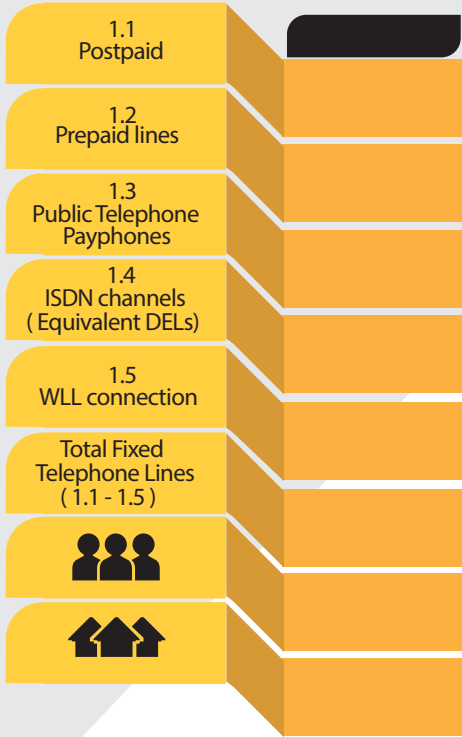 1.1
Postpaid
1.2
Prepaid lines
1.3
Public Telephone
Payphones
1.4
ISDN channels
( Equivalent DELs)
1.5
WLL connection
Total Fixed
Telephone Lines
( 1.1 - 1.5 )